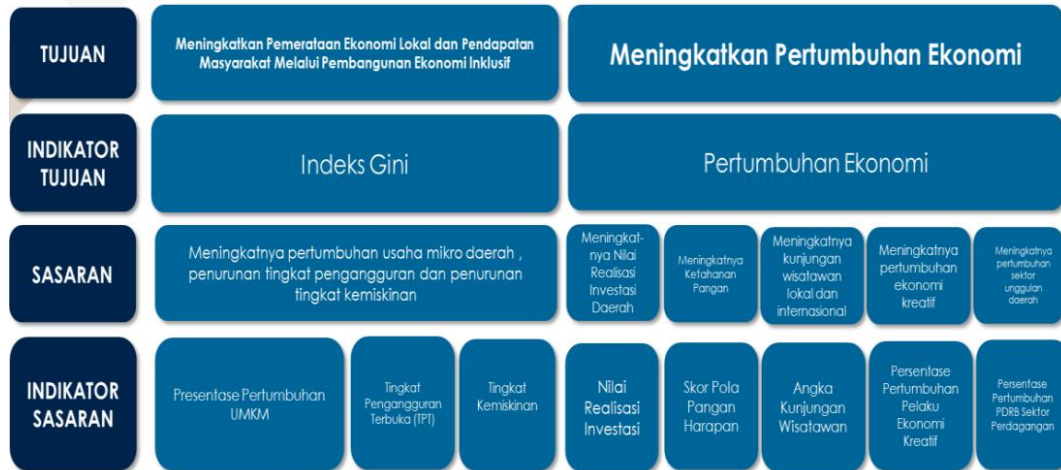 TUJUAN
Meningkatkan Pemerataan Ekonomi Lokal dan Pendapatan
Masyarakat Melalui Pembangunan Ekonomi Inklusif
Meningkatkan Pertumbuhan Ekonomi
INDIKATOR
TUJUAN
Indeks Gini
Pertumbuhan Ekonomi
SASARAN
Meningkatnya pertumbuhan usaha mikro daerah ,
penurunan tingkat pengangguran dan penurunan
tingkat kemiskinan
Meningkat-
nya Nilai
Realisasi
Investasi
Daerah
Meningkatnya
Ketahanan
Pangan
Meningkatnya
kunjungan
wisatawan
lokal dan
internasional
Meningkatnya
pertumbuhan
ekonomi
kreatif
Meningkatnya
pertumbuhan
sektor
unggulan
daerah
INDIKATOR
SASARAN
Presentase Pertumbuhan
UMKM
Tingkat
Pengangguran
Terbuka (TPT)
Tingkat
Kemiskinan
Nilai
Realisasi
Investasi
Skor Pola
Pangan
Harapan
Angka
Kunjungan
Wisatawan
Persentase
Pertumbuhan
Pelaku
Ekonomi
Kreatif
Persentase
Pertumbuhan
PDRB Sektor
Perdagangan